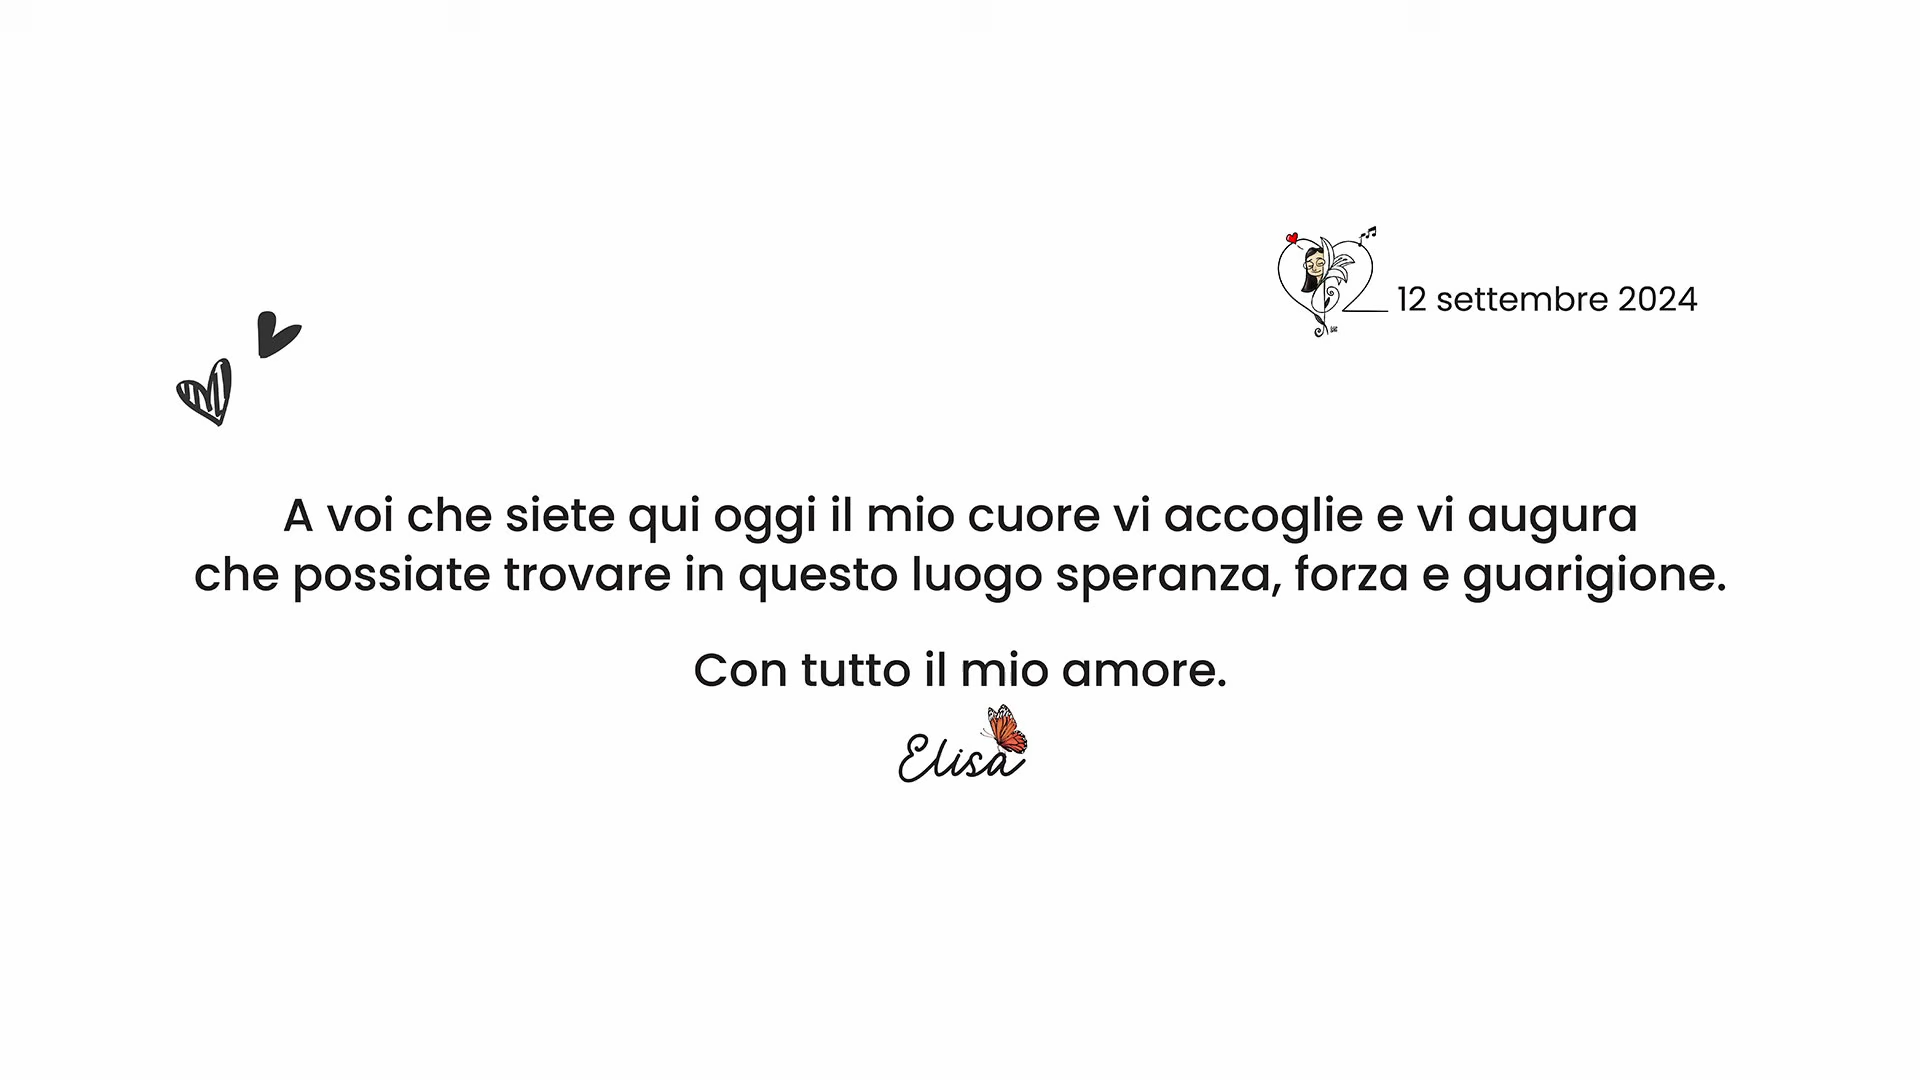 12 settembre 2024
A voi che siete qui oggi il mio cuore vi accoglie e vi augura
che possiate trovare in questo luogo speranza, forza e guarigione.
Con tutto il mio amore.
Elisa